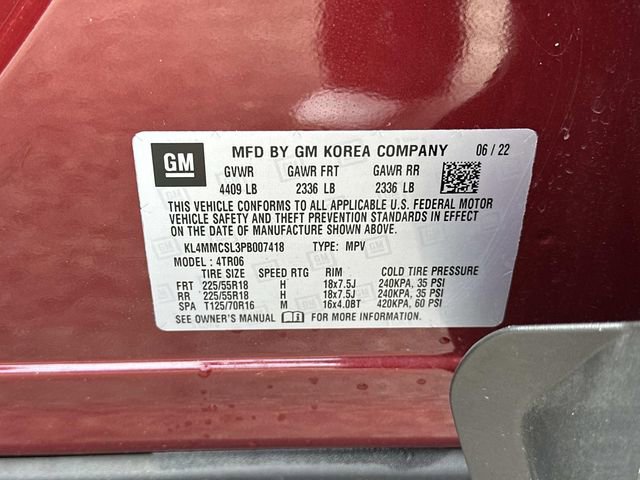 GM MFD BY GM KOREA COMPANY 06 / 22
GVWR GAWR FRT GAWR RR
4409 LB 2336 LB 2336 LB
THIS VEHICLE CONFORMS TO ALL APPLICABLE U.S. FEDERAL MOTOR
VEHICLE SAFETY AND THEFT PREVENTION STANDARDS IN EFFECT
ON THE DATE OF MANUFACTURE SHOWN ABOVE.
KL4MMCSL3PB007418 TYPE: MPV
MODEL : 4TR06
TIRE SIZE SPEED RTG RIM COLD TIRE PRESSURE
FRT 225/55R18 H 18x7.5J 240KPA, 35 PSI
RR 225/55R18 H 18x7.5J 240KPA, 35 PSI
SPA T125/70R16 M 16x4.0BT 420KPA, 60 PSI
SEE OWNER'S MANUAL FOR MORE INFORMATION.